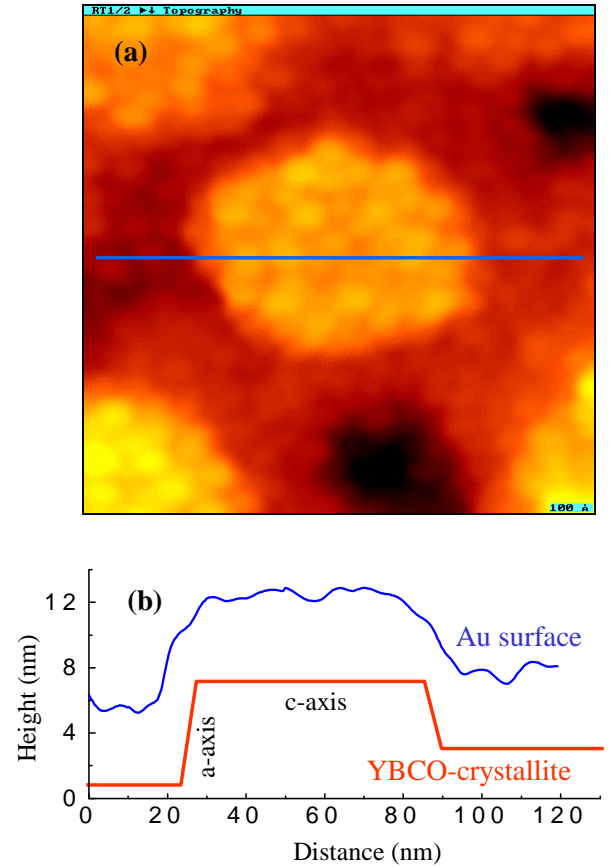 RT1/2 ►↓ Topography
(a)
100 Å
(b)
Au surface
c-axis
a-axis
YBCO-crystallite
Height (nm)
12
8
4
0
0 20 40 60 80 100 120
Distance (nm)